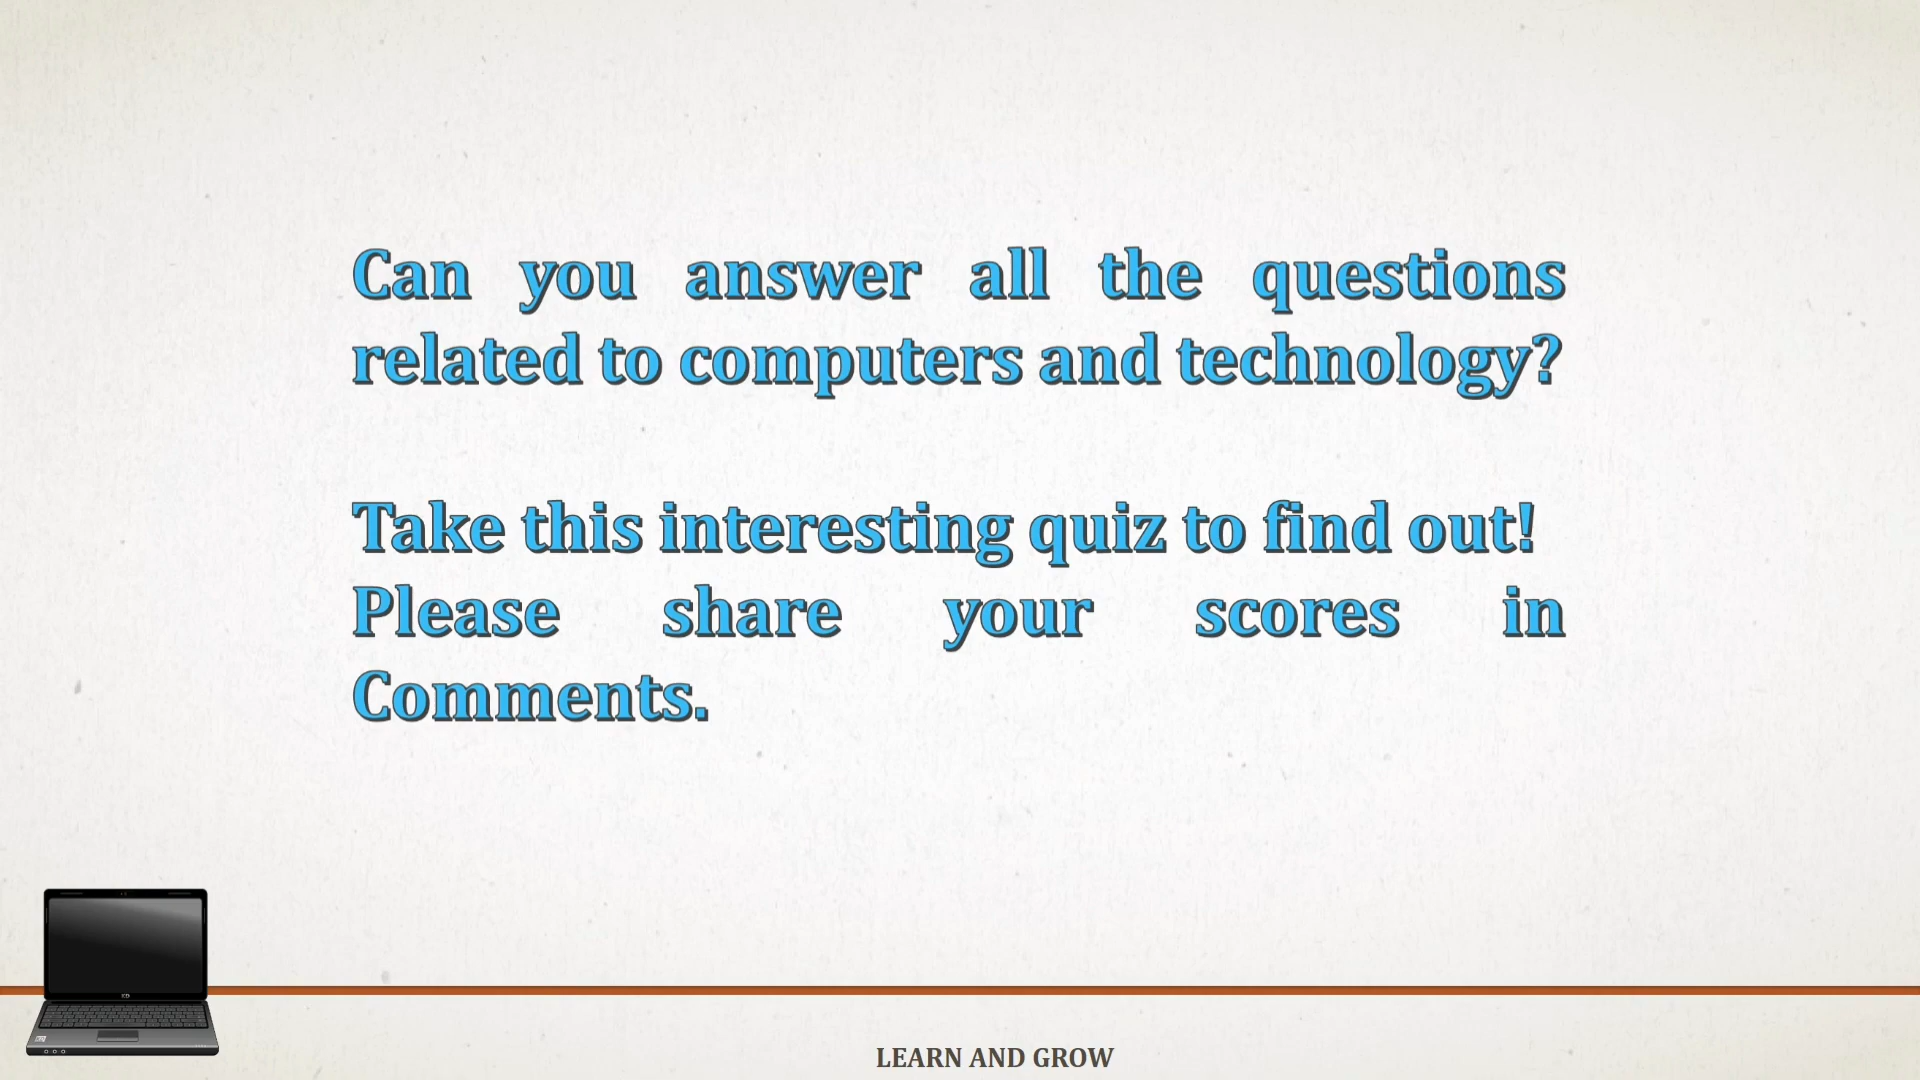 Can you answer all the questions
related to computers and technology?
Take this interesting quiz to find out!
Please share your scores in
Comments.
LEARN AND GROW